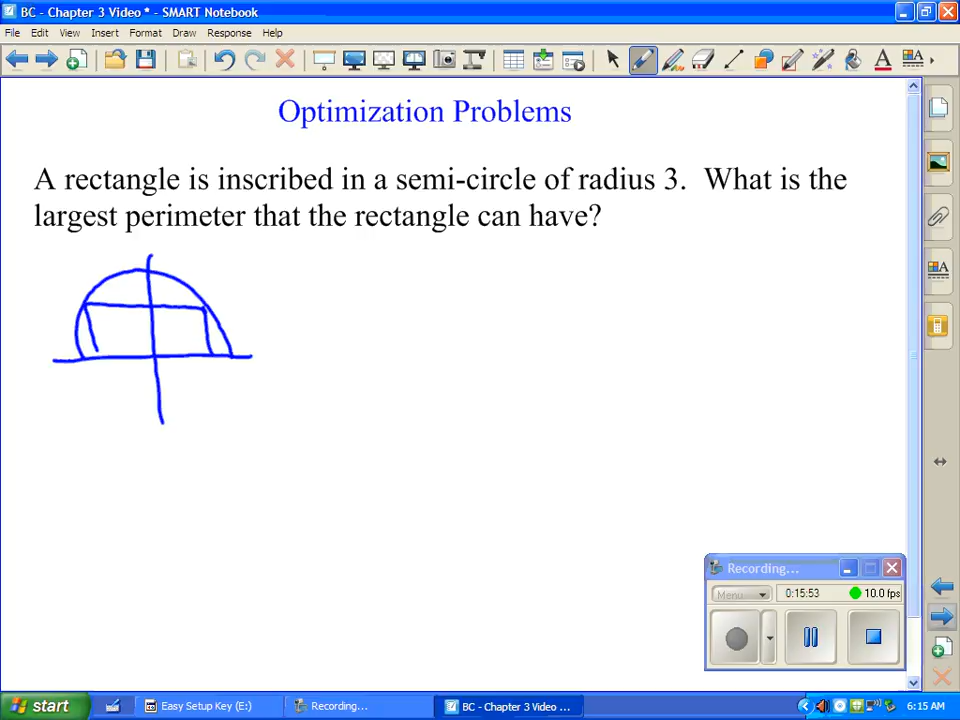 BC - Chapter 3 Video * - SMART Notebook
File Edit View Insert Format Draw Response Help
Optimization Problems
A rectangle is inscribed in a semi-circle of radius 3. What is the
largest perimeter that the rectangle can have?
Recording...
Menu 0:15:53 10.0 fps
start Easy Setup Key (E:) Recording... BC - Chapter 3 Video ... 6:15 AM